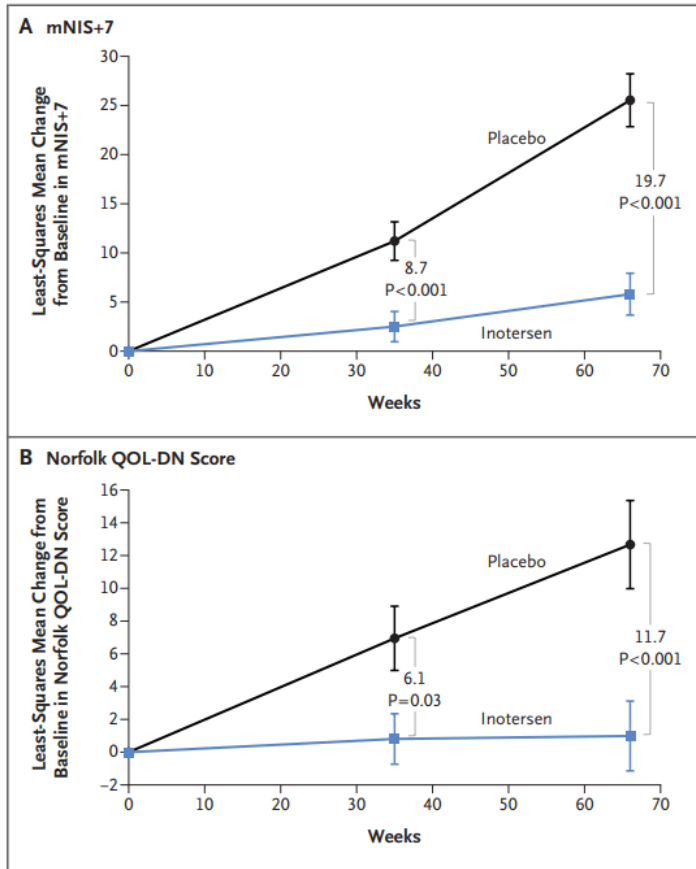 A mNIS+7
Least-Squares Mean Change
from Baseline in mNIS+7
30
25
20
15
10
5
0
Placebo
19.7
P<0.001
8.7
P<0.001
Inotersen
0 10 20 30 40 50 60 70
Weeks
B Norfolk QOL-DN Score
Least-Squares Mean Change from
Baseline in Norfolk QOL-DN Score
16
14
12
10
8
6
4
2
0
−2
Placebo
11.7
P<0.001
6.1
P=0.03
Inotersen
0 10 20 30 40 50 60 70
Weeks